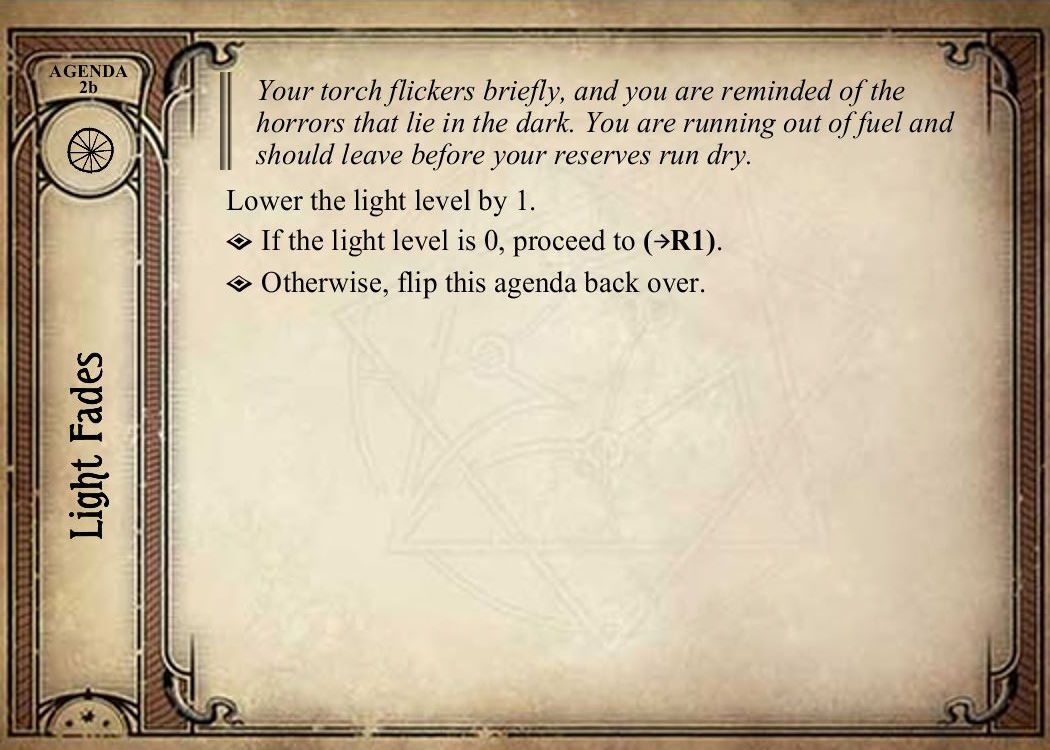 AGENDA
2b
Light Fades
Your torch flickers briefly, and you are reminded of the
horrors that lie in the dark. You are running out of fuel and
should leave before your reserves run dry.
Lower the light level by 1.
If the light level is 0, proceed to (→R1).
Otherwise, flip this agenda back over.